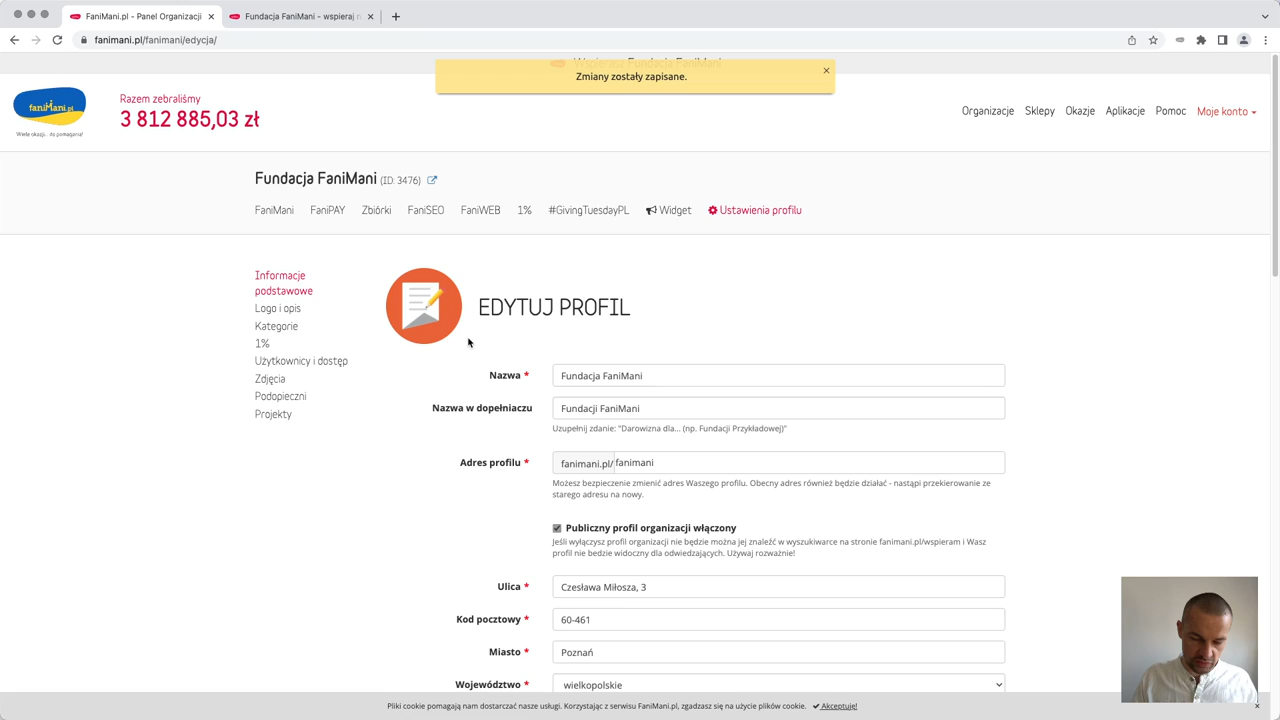 FaniMani.pl - Panel Organizacji
Fundacja FaniMani - wspieraj
fanimani.pl/fanimani/edycja/
Zmiany zostały zapisane.
faniMani.pl
Wiele okazji... do pomagania!
Razem zebraliśmy
3 812 885,03 zł
Organizacje Sklepy Okazje Aplikacje Pomoc Moje konto
Fundacja FaniMani (ID: 3476)
FaniMani FaniPAY Zbiórki FaniSEO FaniWEB 1% #GivingTuesdayPL Widget Ustawienia profilu
Informacje
podstawowe
Logo i opis
Kategorie
1%
Użytkownicy i dostęp
Zdjęcia
Podopieczni
Projekty
EDYTUJ PROFIL
Nazwa * Fundacja FaniMani
Nazwa w dopełniaczu Fundacji FaniMani
Uzupełnij zdanie: "Darowizna dla... (np. Fundacji Przykładowej)"
Adres profilu * fanimani.pl/ fanimani
Możesz bezpiecznie zmienić adres Waszego profilu. Obecny adres również będzie działać - nastąpi przekierowanie ze
starego adresu na nowy.
Publiczny profil organizacji włączony
Jeśli wyłączysz profil organizacji nie będzie można jej znaleźć w wyszukiwarce na stronie fanimani.pl/wspieram i Wasz
profil nie bedzie widoczny dla odwiedzających. Używaj rozważnie!
Ulica * Czesława Miłosza, 3
Kod pocztowy * 60-461
Miasto * Poznań
Województwo * wielkopolskie
Pliki cookie pomagają nam dostarczać nasze usługi. Korzystając z serwisu FaniMani.pl, zgadzasz się na użycie plików cookie. Akceptuję!